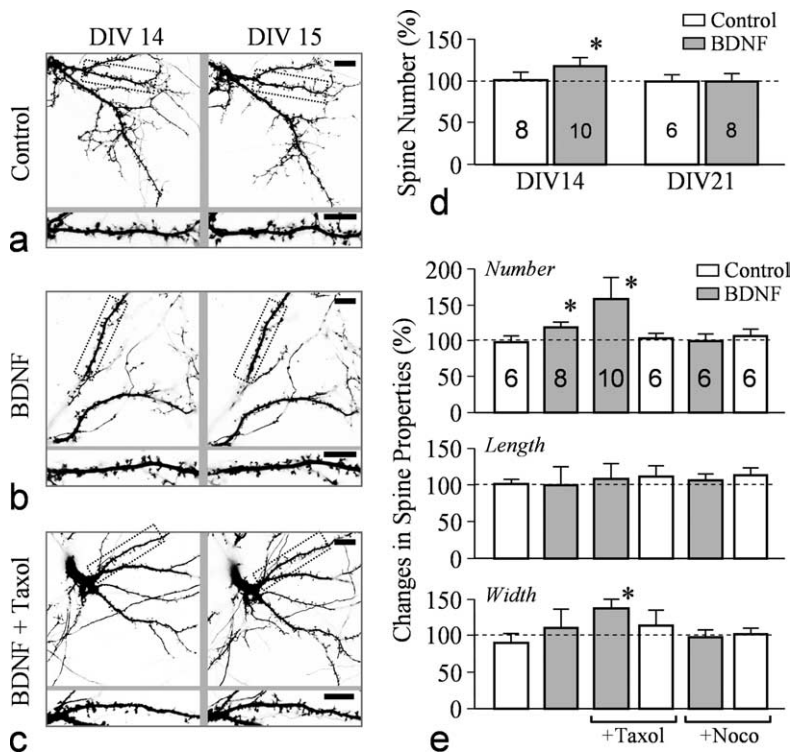 DIV 14
DIV 15
Control
a
BDNF
b
BDNF + Taxol
c
Spine Number (%)
150
100
50
0
Control
BDNF
*
8
10
6
8
DIV14
DIV21
d
Changes in Spine Properties (%)
Number
Control
BDNF
200
150
100
50
0
*
*
6
8
10
6
6
6
Length
150
100
50
0
Width
150
100
50
0
*
+Taxol
+Noco
e